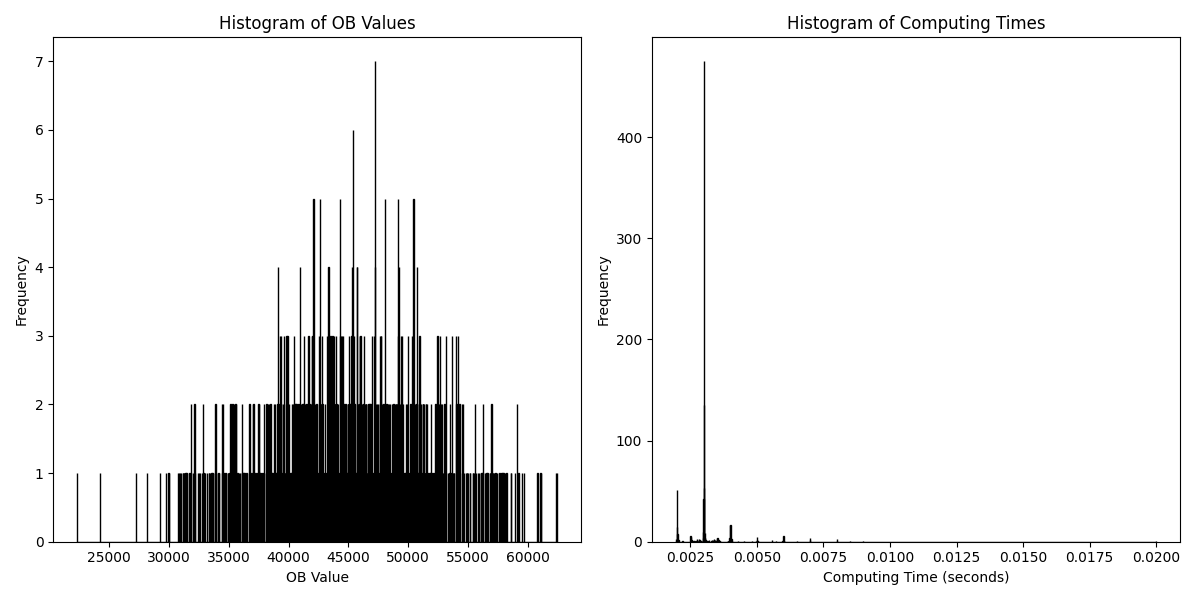 Histogram of OB Values
Frequency
7
6
5
4
3
2
1
0
25000 30000 35000 40000 45000 50000 55000 60000
OB Value
Histogram of Computing Times
Frequency
400
300
200
100
0
0.0025 0.0050 0.0075 0.0100 0.0125 0.0150 0.0175 0.0200
Computing Time (seconds)